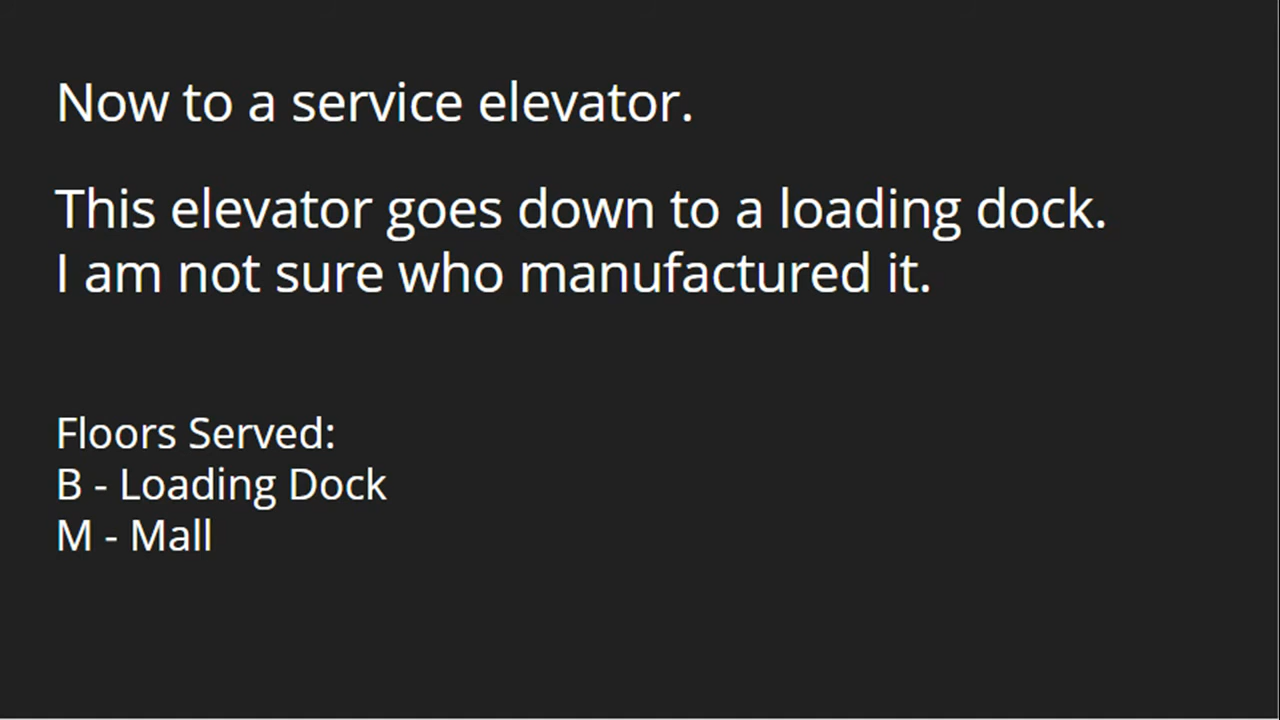 Now to a service elevator.
This elevator goes down to a loading dock.
I am not sure who manufactured it.
Floors Served:
B - Loading Dock
M - Mall